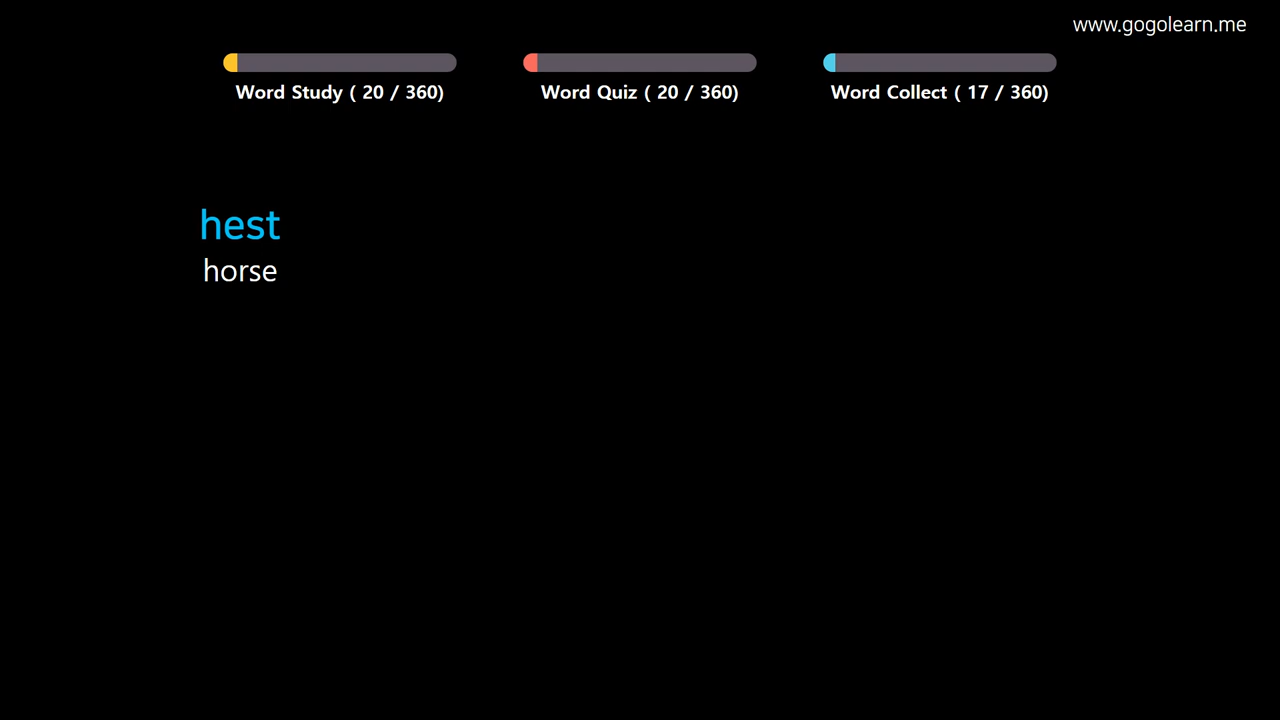 www.gogolearn.me
Word Study ( 20 / 360)
Word Quiz ( 20 / 360)
Word Collect ( 17 / 360)
hest
horse